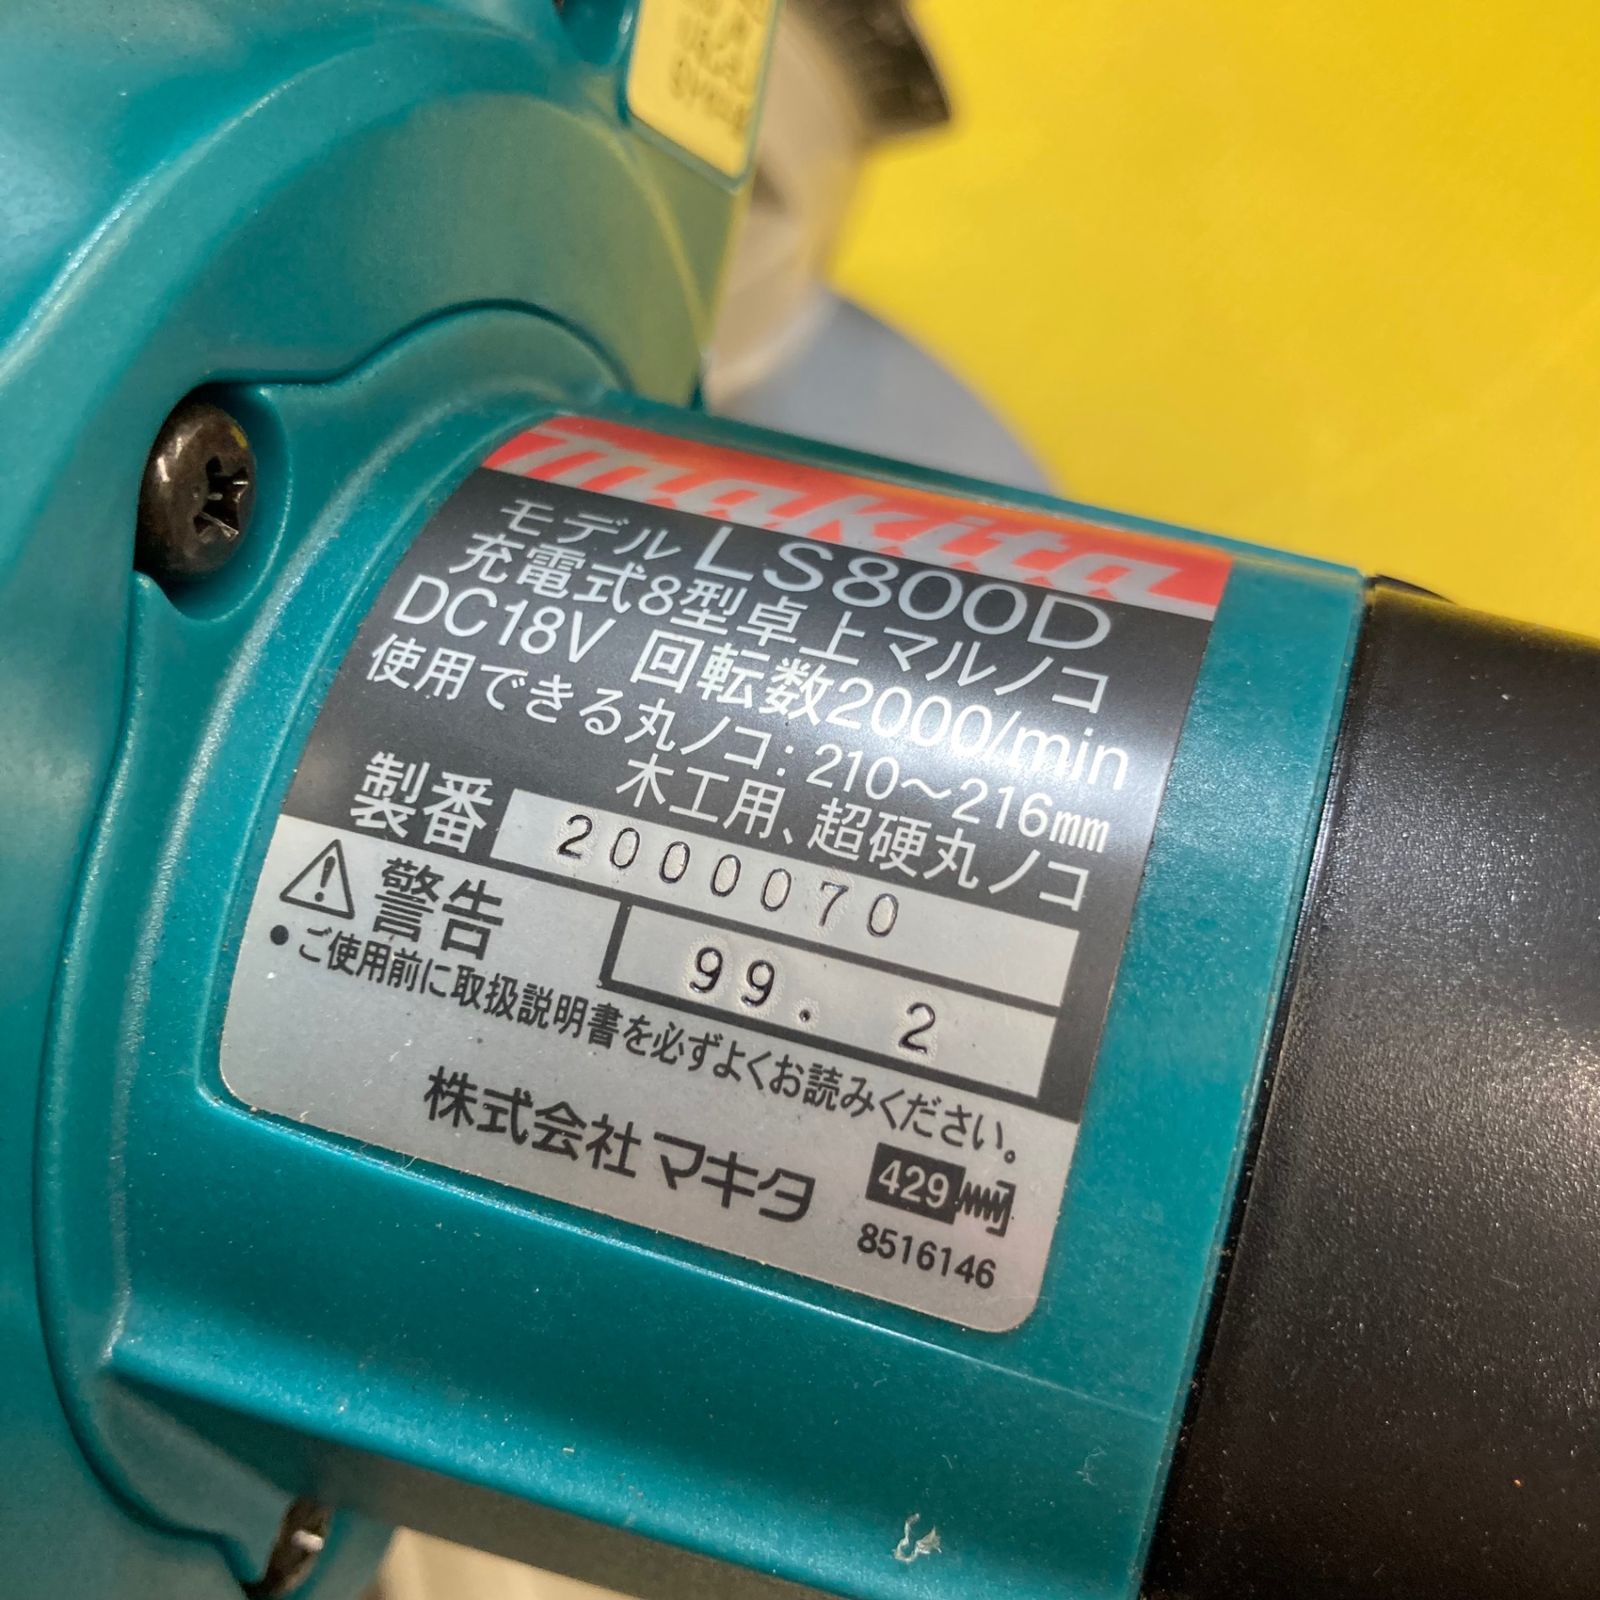 makita
モデル LS800D
充電式8型卓上マルノコ
DC18V 回転数2000/min
使用できる丸ノコ: 210～216mm
木工用、超硬丸ノコ
製番 2000070
99. 2
警告
●ご使用前に取扱説明書を必ずよくお読みください。
株式会社マキタ
429
8516146